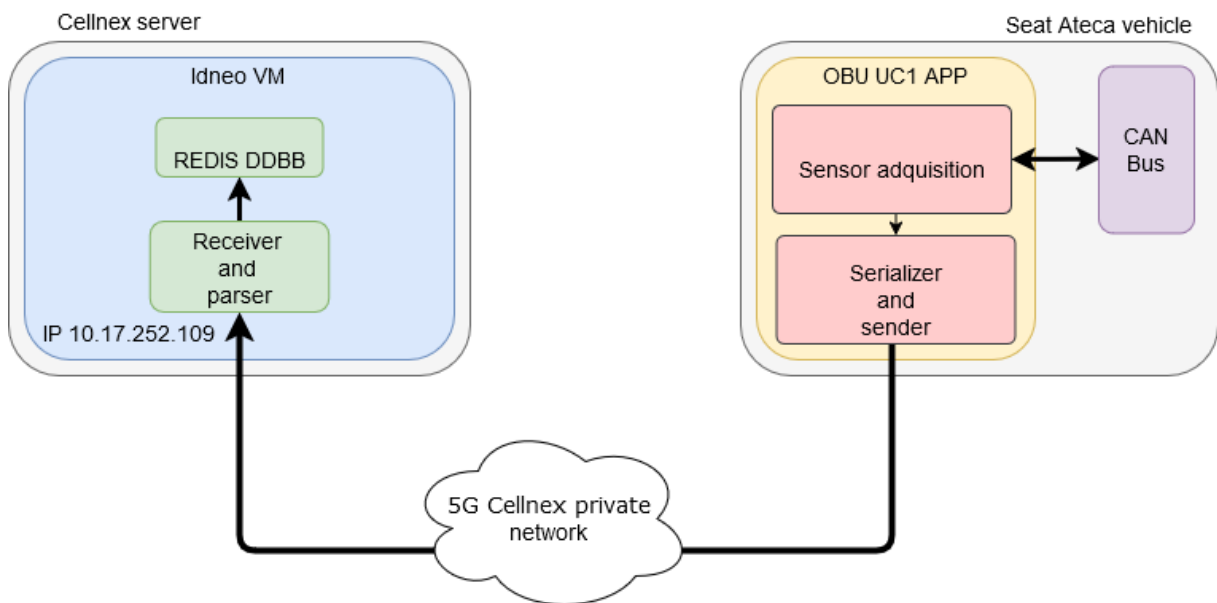 Cellnex server
Idneo VM
REDIS DDBB
Receiver
and
parser
IP 10.17.252.109
Seat Ateca vehicle
OBU UC1 APP
Sensor adquisition
CAN
Bus
Serializer
and
sender
5G Cellnex private
network